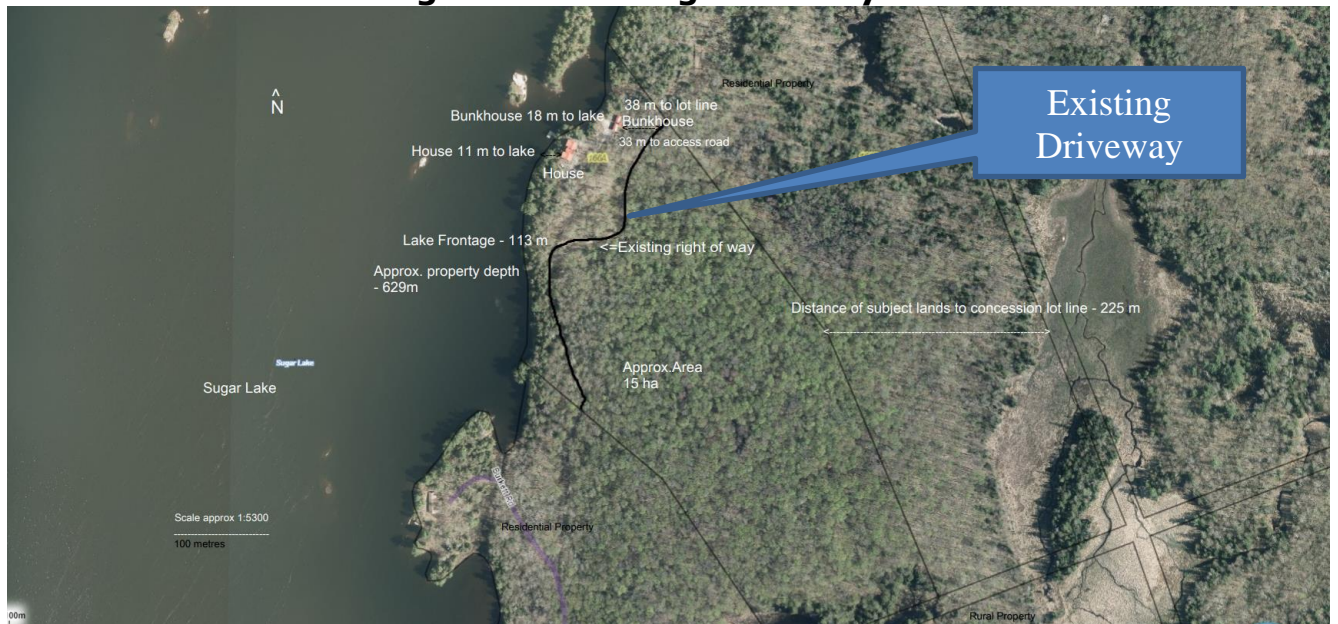 ^
N
Residential Property
Bunkhouse 18 m to lake
38 m to lot line
Bunkhouse
33 m to access road
House 11 m to lake
House
Existing
Driveway
Lake Frontage - 113 m
<=Existing right of way
Approx. property depth
- 629m
Distance of subject lands to concession lot line - 225 m
Sugar Lake
Sugar Lake
Approx.Area
15 ha
Scale approx 1:5300
100 metres
Residential Property
Rural Property
00m